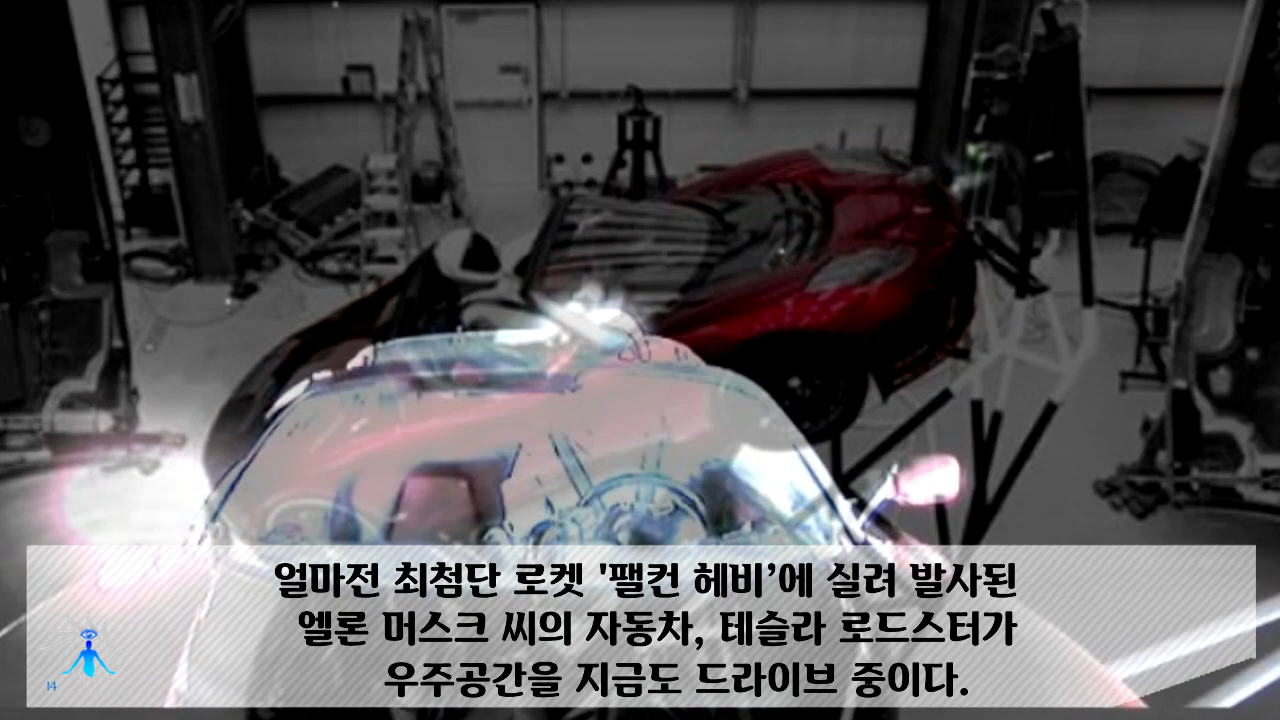 얼마전 최첨단 로켓 '팰컨 헤비’에 실려 발사된
엘론 머스크 씨의 자동차, 테슬라 로드스터가
우주공간을 지금도 드라이브 중이다.
14